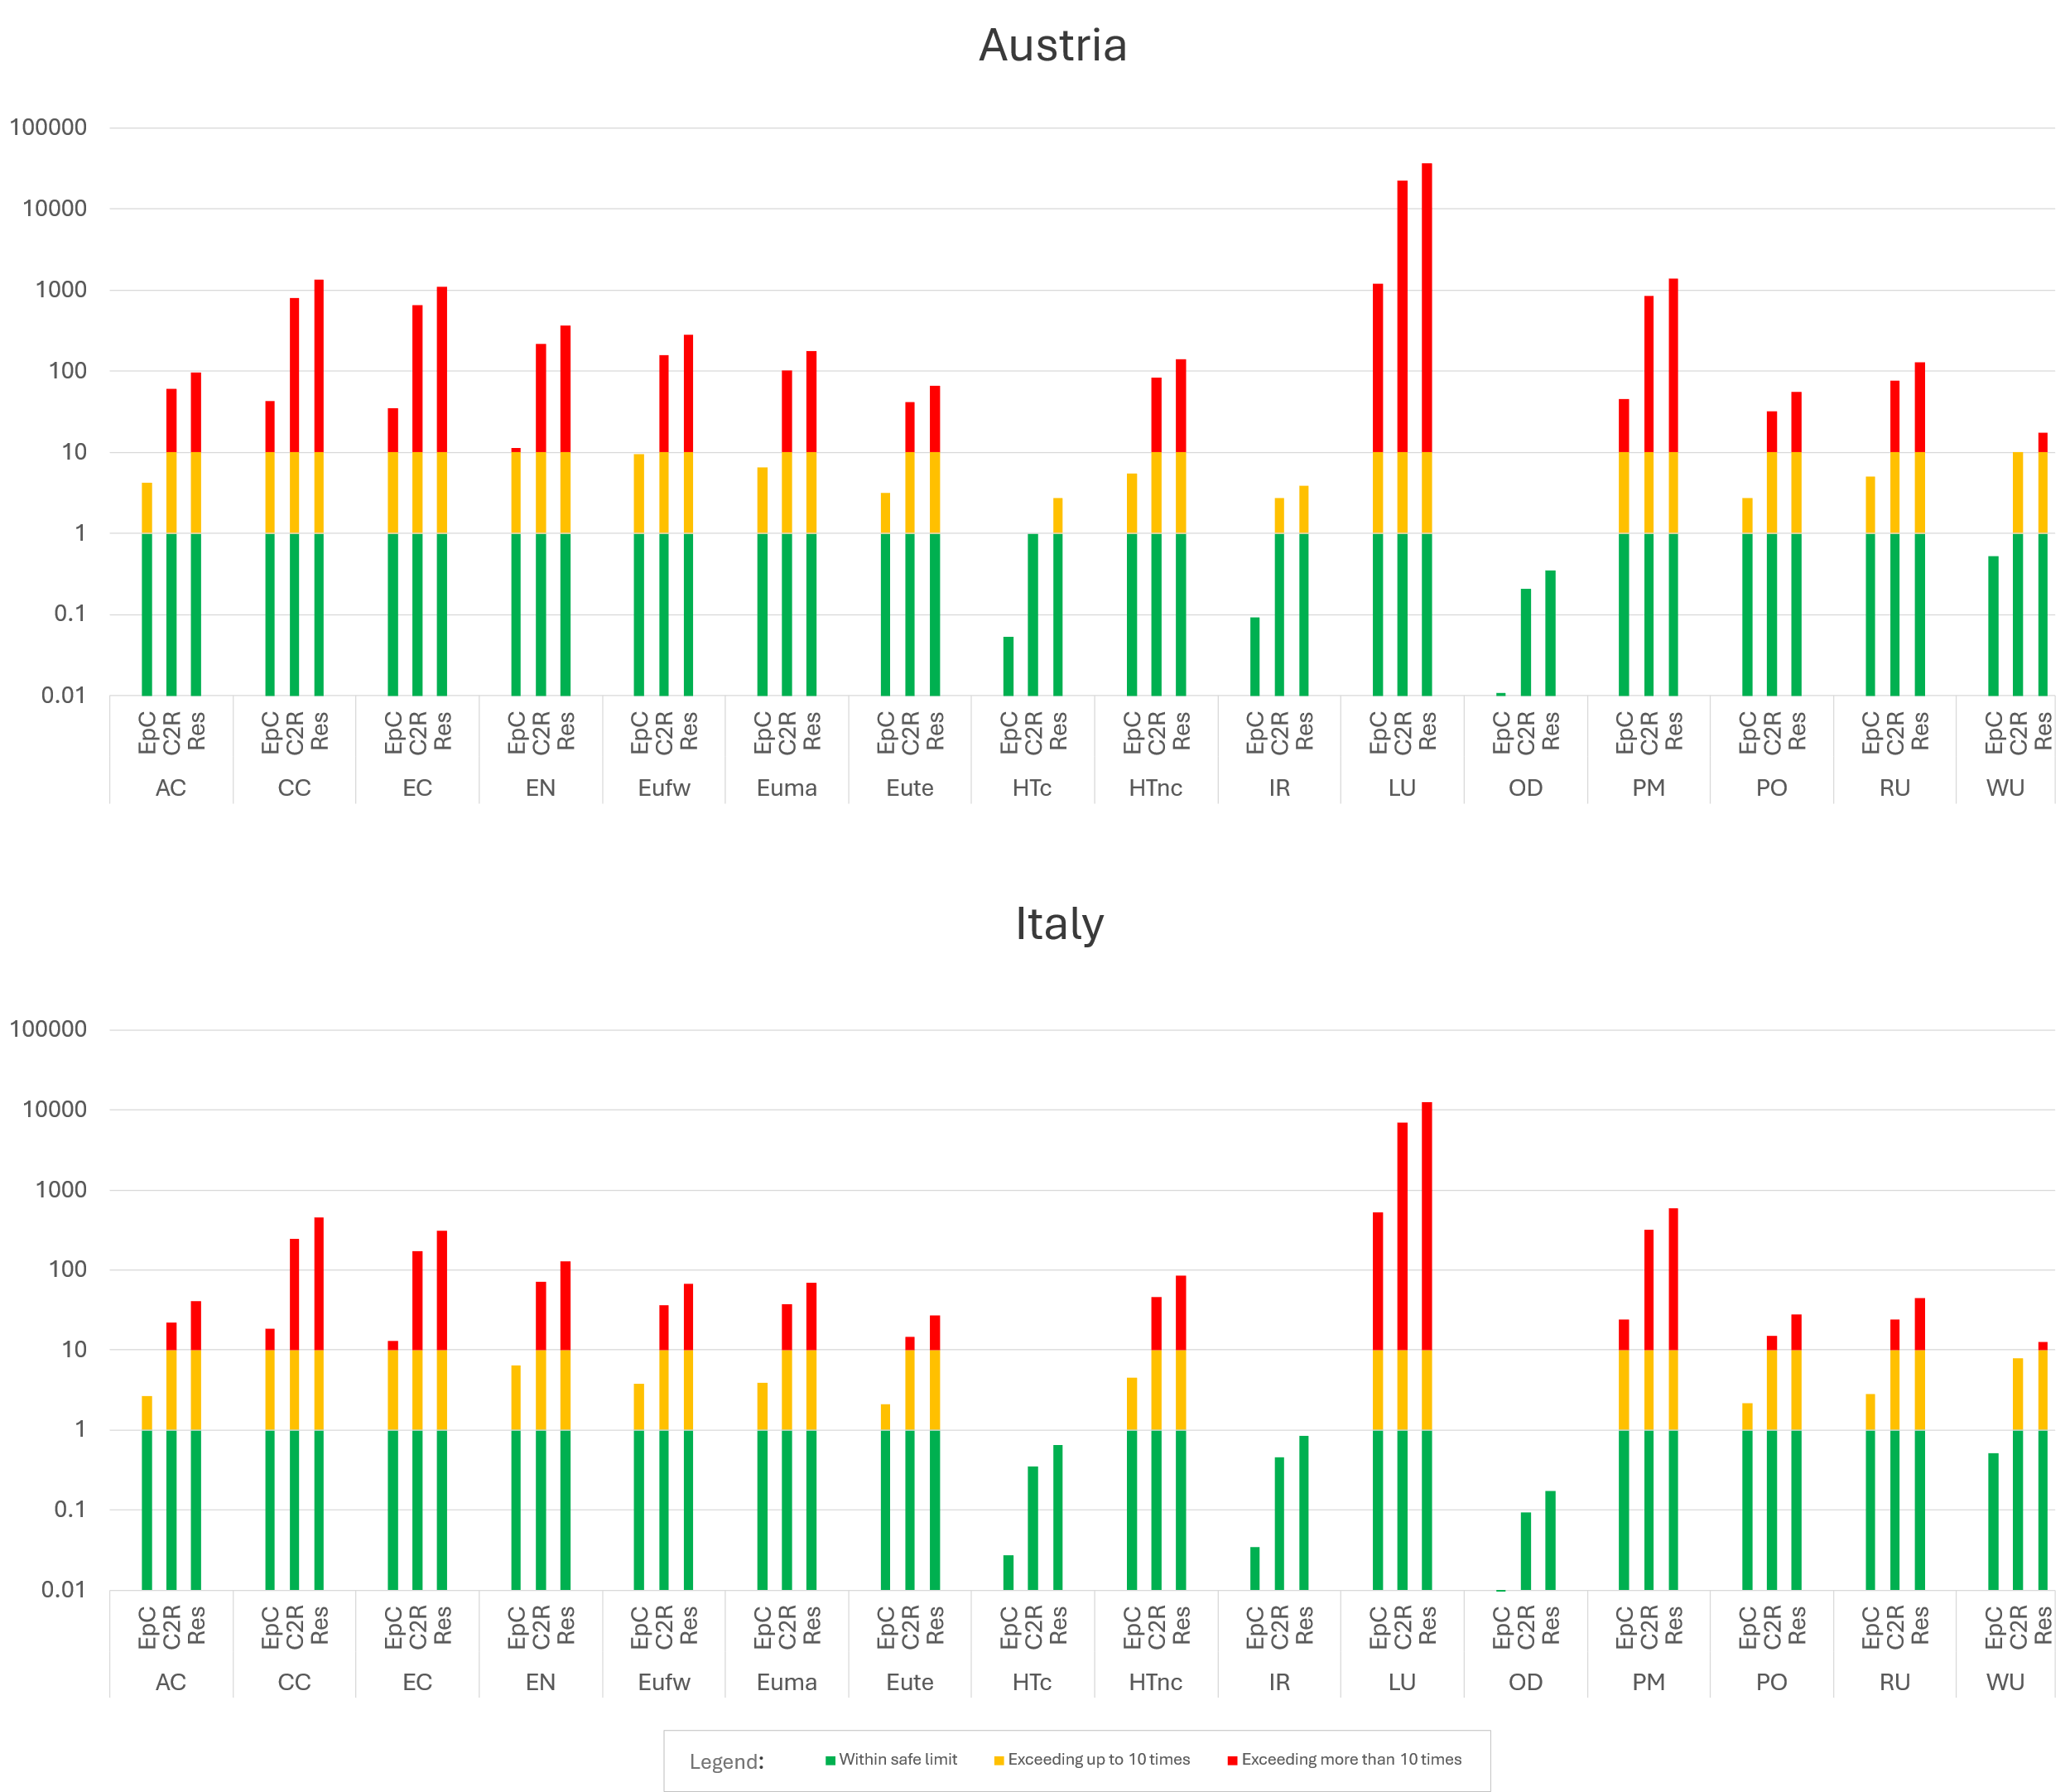 Austria
100000
10000
1000
100
10
1
0.1
0.01
EpC C2R Res EpC C2R Res EpC C2R Res EpC C2R Res EpC C2R Res EpC C2R Res EpC C2R Res EpC C2R Res EpC C2R Res EpC C2R Res EpC C2R Res EpC C2R Res EpC C2R Res EpC C2R Res EpC C2R Res EpC C2R Res
AC CC EC EN Eufw Euma Eute HTc HTnc IR LU OD PM PO RU WU
Italy
100000
10000
1000
100
10
1
0.1
0.01
EpC C2R Res EpC C2R Res EpC C2R Res EpC C2R Res EpC C2R Res EpC C2R Res EpC C2R Res EpC C2R Res EpC C2R Res EpC C2R Res EpC C2R Res EpC C2R Res EpC C2R Res EpC C2R Res EpC C2R Res EpC C2R Res
AC CC EC EN Eufw Euma Eute HTc HTnc IR LU OD PM PO RU WU
Legend: Within safe limit Exceeding up to 10 times Exceeding more than 10 times